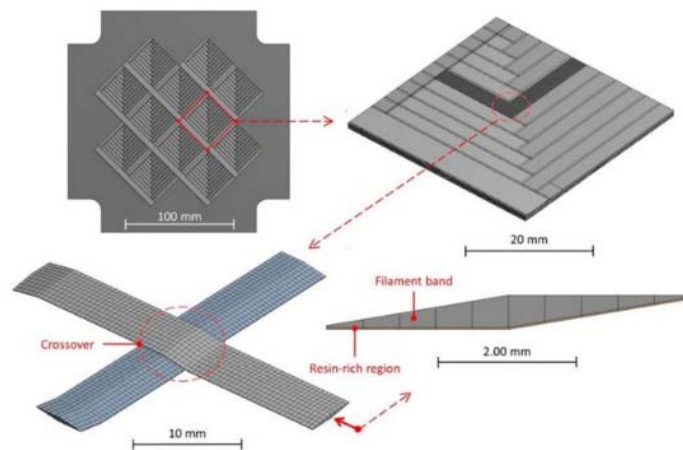 100 mm
20 mm
Filament band
Crossover
Resin-rich region
2.00 mm
10 mm